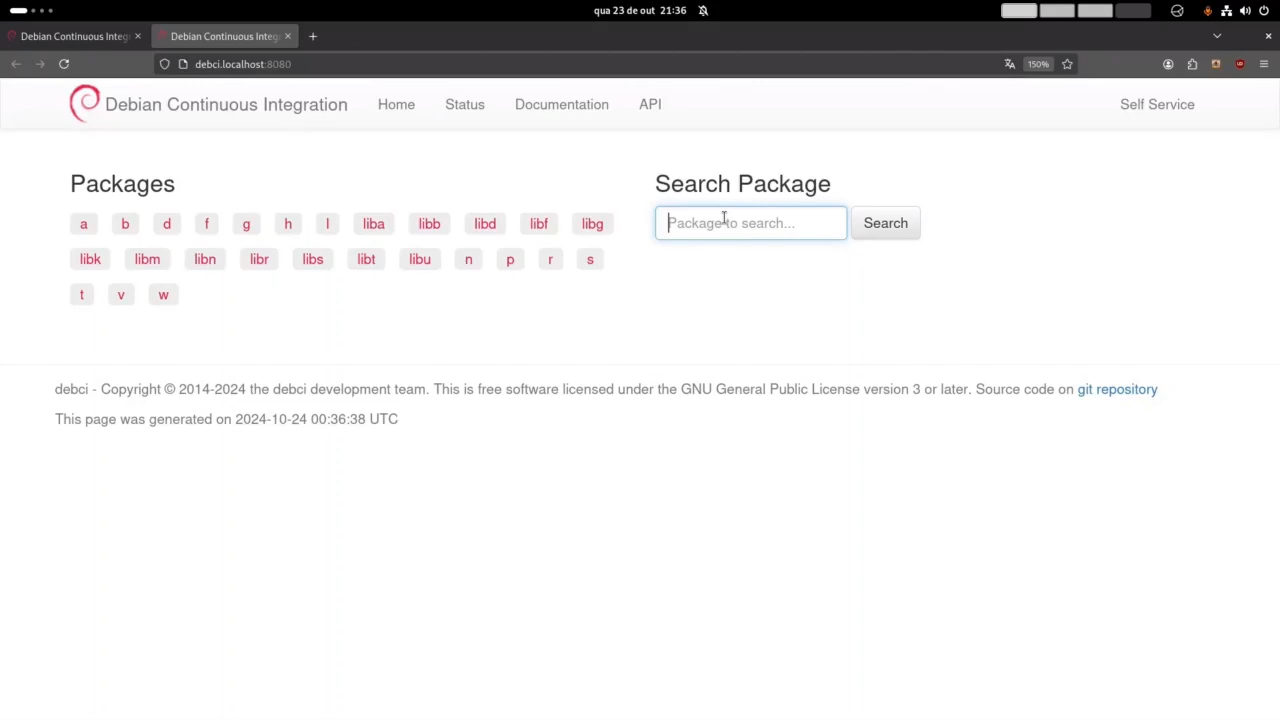 qua 23 de out 21:36
Debian Continuous Integ
Debian Continuous Integ
debci.localhost:8080
150%
Debian Continuous Integration
Home
Status
Documentation
API
Self Service
Packages
Search Package
a b d f g h l liba libb libd libf libg
Package to search...
Search
libk libm libn libr libs libt libu n p r s
t v w
debci - Copyright © 2014-2024 the debci development team. This is free software licensed under the GNU General Public License version 3 or later. Source code on git repository
This page was generated on 2024-10-24 00:36:38 UTC